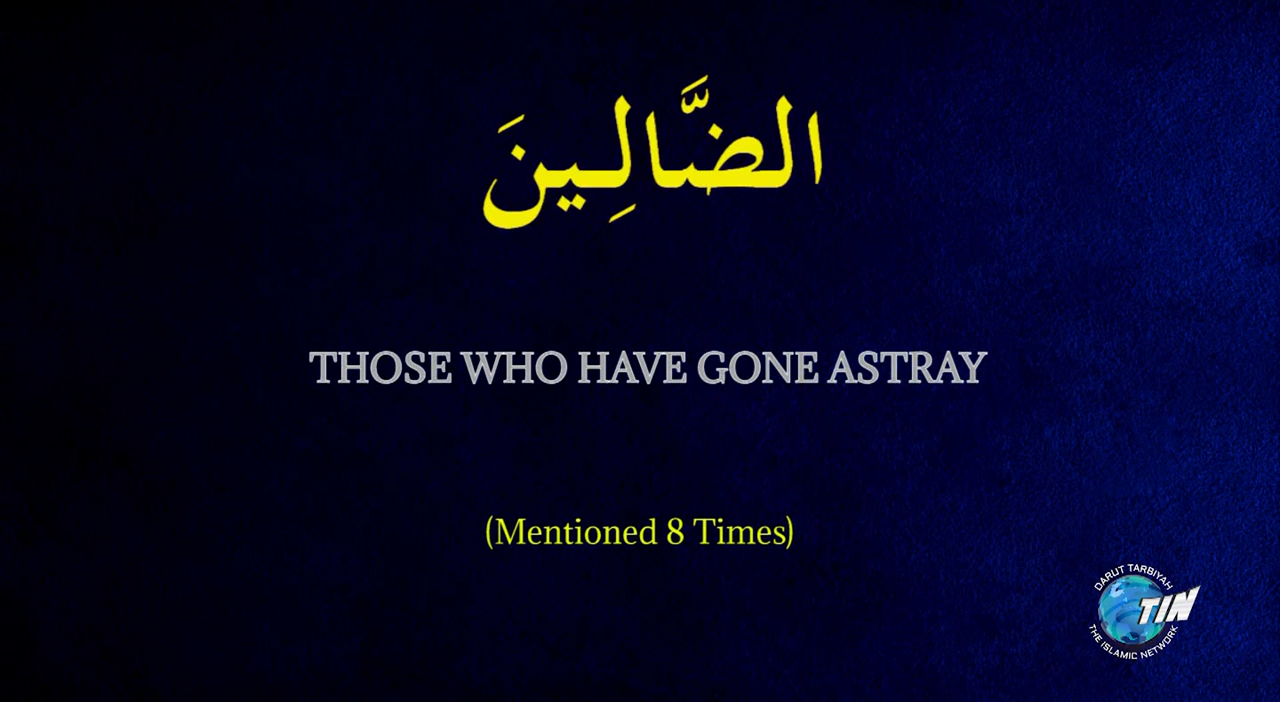 الضَّالِينَ
THOSE WHO HAVE GONE ASTRAY
(Mentioned 8 Times)
DARUT TARBIYAH
TIN
THE ISLAMIC NETWORK